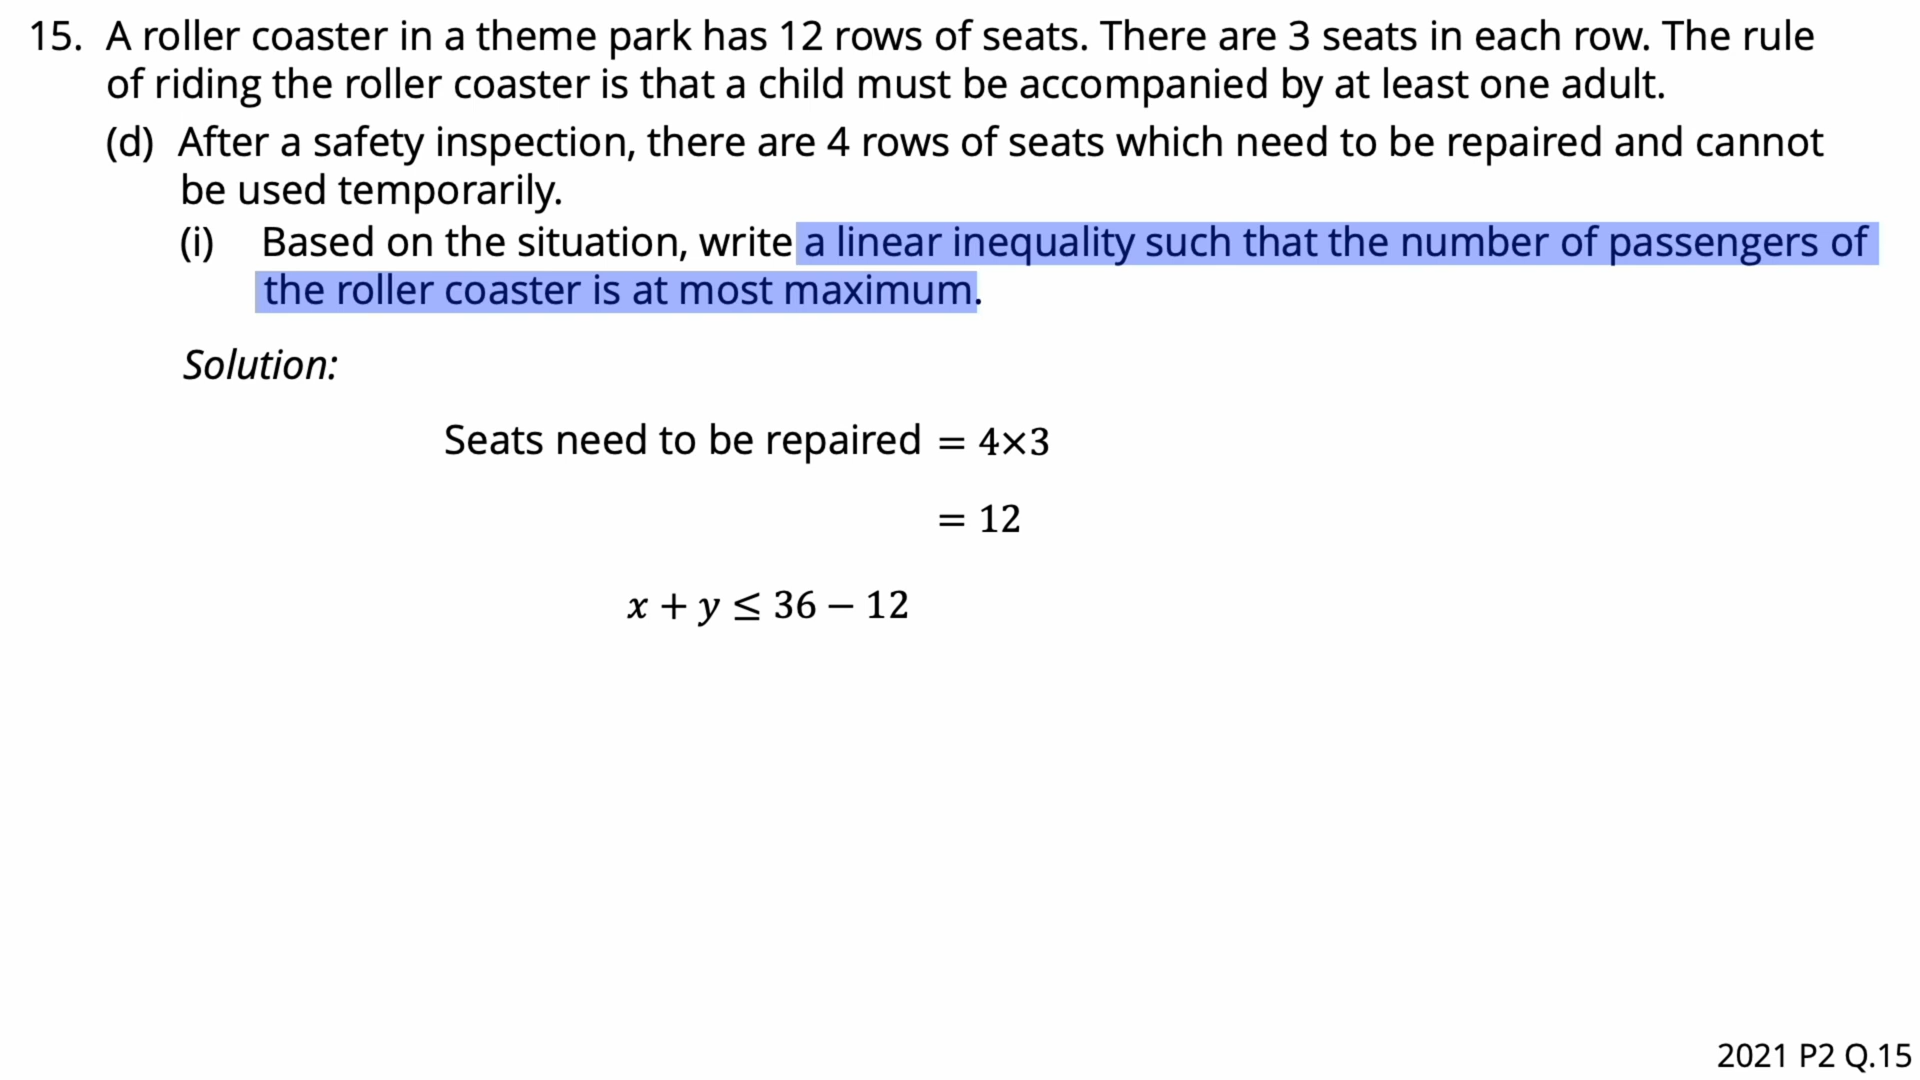 15. A roller coaster in a theme park has 12 rows of seats. There are 3 seats in each row. The rule
of riding the roller coaster is that a child must be accompanied by at least one adult.
(d) After a safety inspection, there are 4 rows of seats which need to be repaired and cannot
be used temporarily.
(i) Based on the situation, write a linear inequality such that the number of passengers of
the roller coaster is at most maximum.
Solution:
Seats need to be repaired = 4×3
= 12
x + y ≤ 36 – 12
2021 P2 Q.15